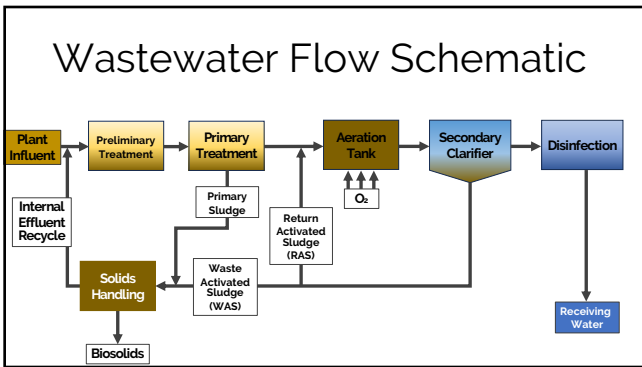 Wastewater Flow Schematic
Plant
Influent
Preliminary
Treatment
Primary
Treatment
Aeration
Tank
Secondary
Clarifier
Disinfection
Primary
Sludge
O₂
Internal
Effluent
Recycle
Return
Activated
Sludge
(RAS)
Solids
Handling
Waste
Activated
Sludge
(WAS)
Receiving
Water
Biosolids